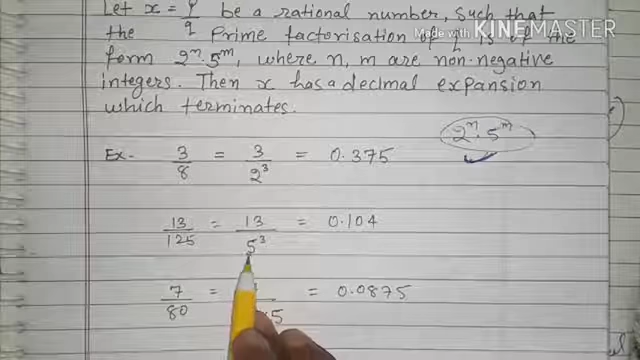 Let x = p/q be a rational number, such that
the prime factorisation of q is of the
form 2ⁿ·5ᵐ, where n, m are non-negative
integers. Then x has a decimal expansion
which terminates.
2ⁿ·5ᵐ
Ex- 3/8 = 3/2³ = 0.375
13/125 = 13/5³ = 0.104
7/80 = 5 = 0.0875
Made with KINEMASTER